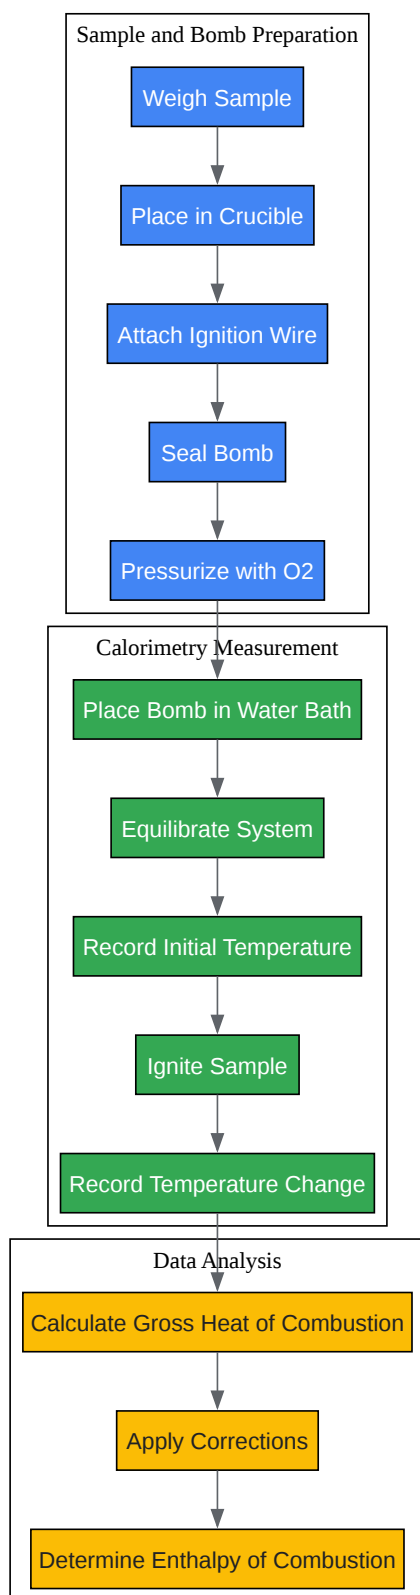 Sample and Bomb Preparation
Weigh Sample
Place in Crucible
Attach Ignition Wire
Seal Bomb
Pressurize with O2
Calorimetry Measurement
Place Bomb in Water Bath
Equilibrate System
Record Initial Temperature
Ignite Sample
Record Temperature Change
Data Analysis
Calculate Gross Heat of Combustion
Apply Corrections
Determine Enthalpy of Combustion